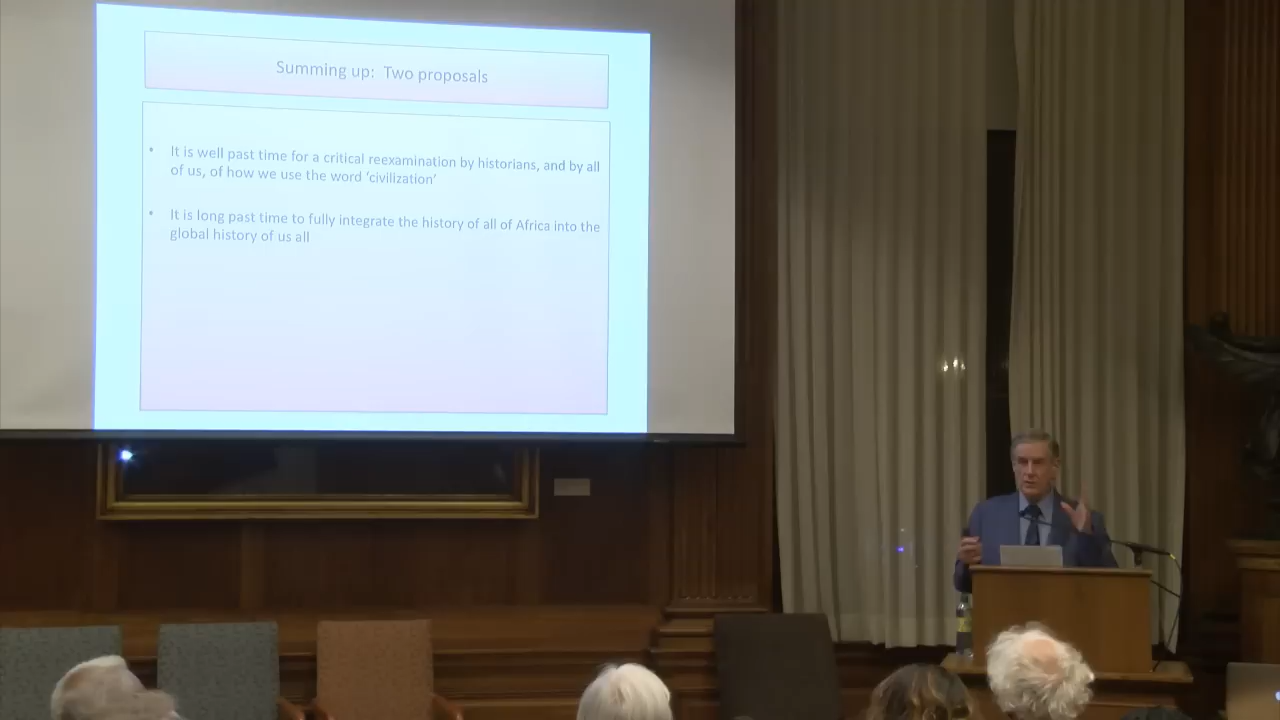 Summing up: Two proposals
• It is well past time for a critical reexamination by historians, and by all
of us, of how we use the word ‘civilization’
• It is long past time to fully integrate the history of all of Africa into the
global history of us all